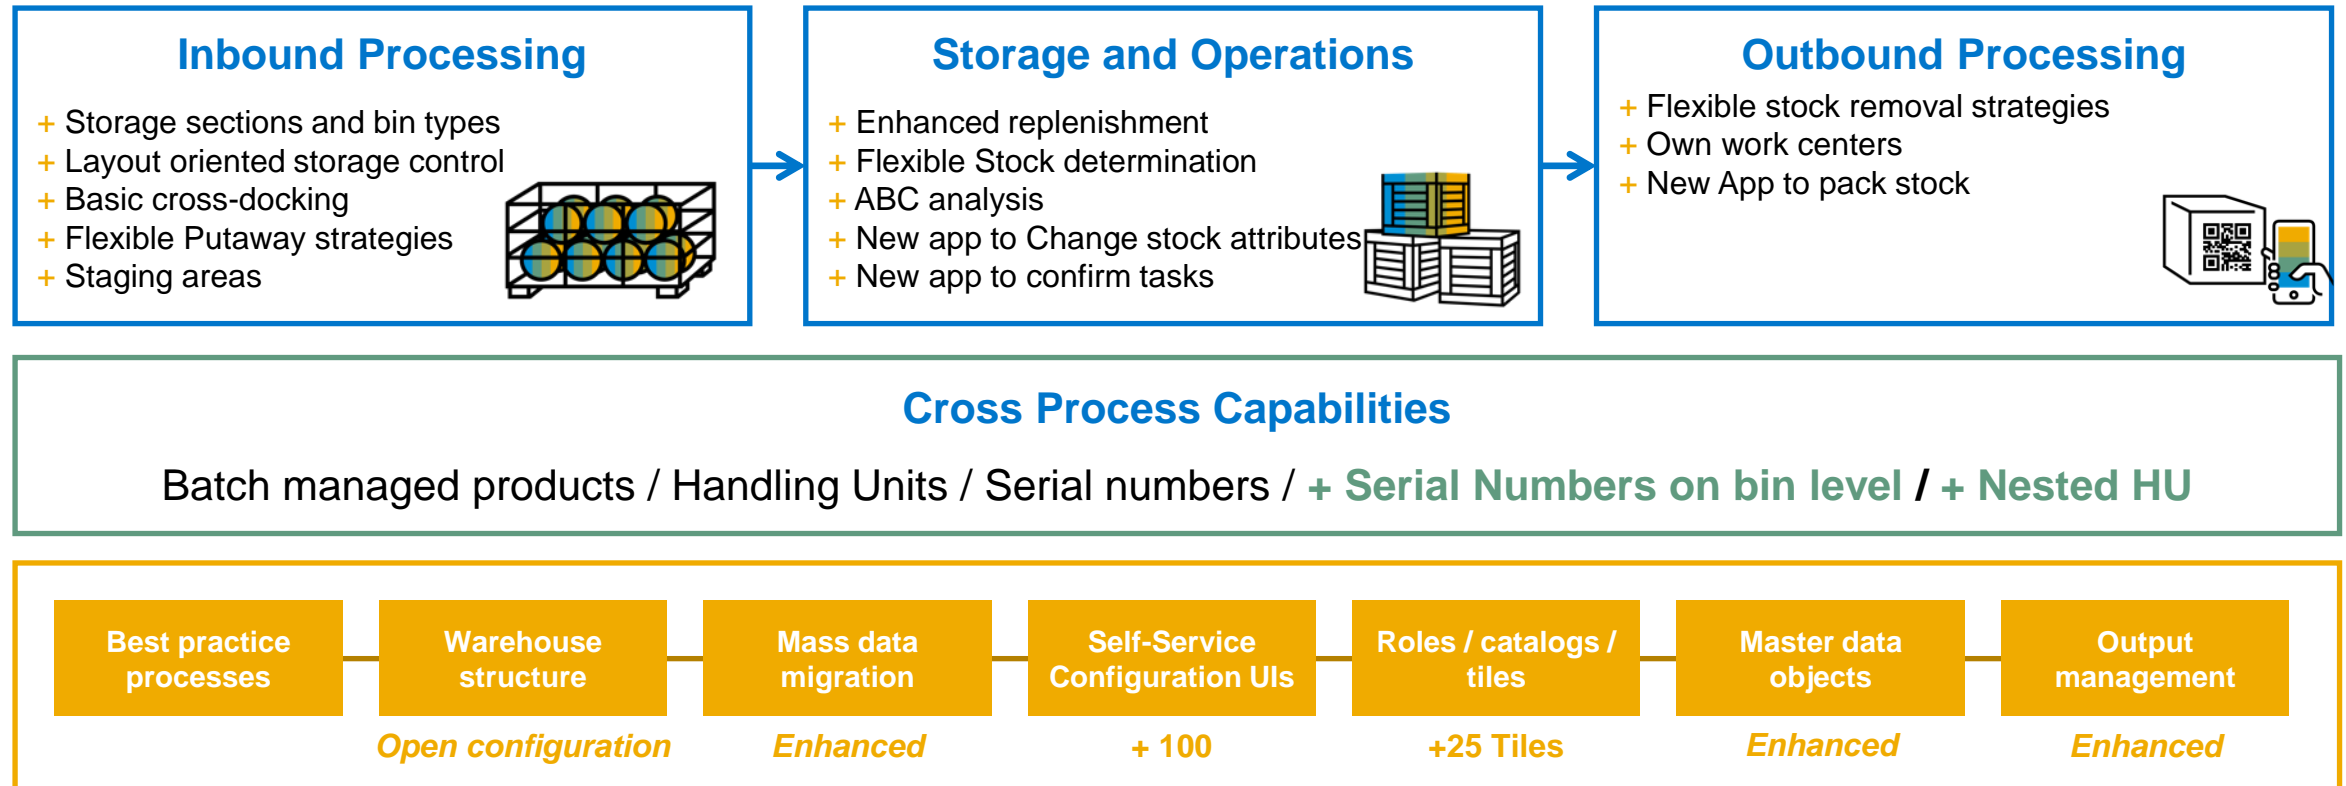 Inbound Processing
+ Storage sections and bin types
+ Layout oriented storage control
+ Basic cross-docking
+ Flexible Putaway strategies
+ Staging areas
Storage and Operations
+ Enhanced replenishment
+ Flexible Stock determination
+ ABC analysis
+ New app to Change stock attributes
+ New app to confirm tasks
Outbound Processing
+ Flexible stock removal strategies
+ Own work centers
+ New App to pack stock
Cross Process Capabilities
Batch managed products / Handling Units / Serial numbers / + Serial Numbers on bin level / + Nested HU
Best practice
processes
Warehouse
structure
Open configuration
Mass data
migration
Enhanced
Self-Service
Configuration UIs
+ 100
Roles / catalogs /
tiles
+25 Tiles
Master data
objects
Enhanced
Output
management
Enhanced